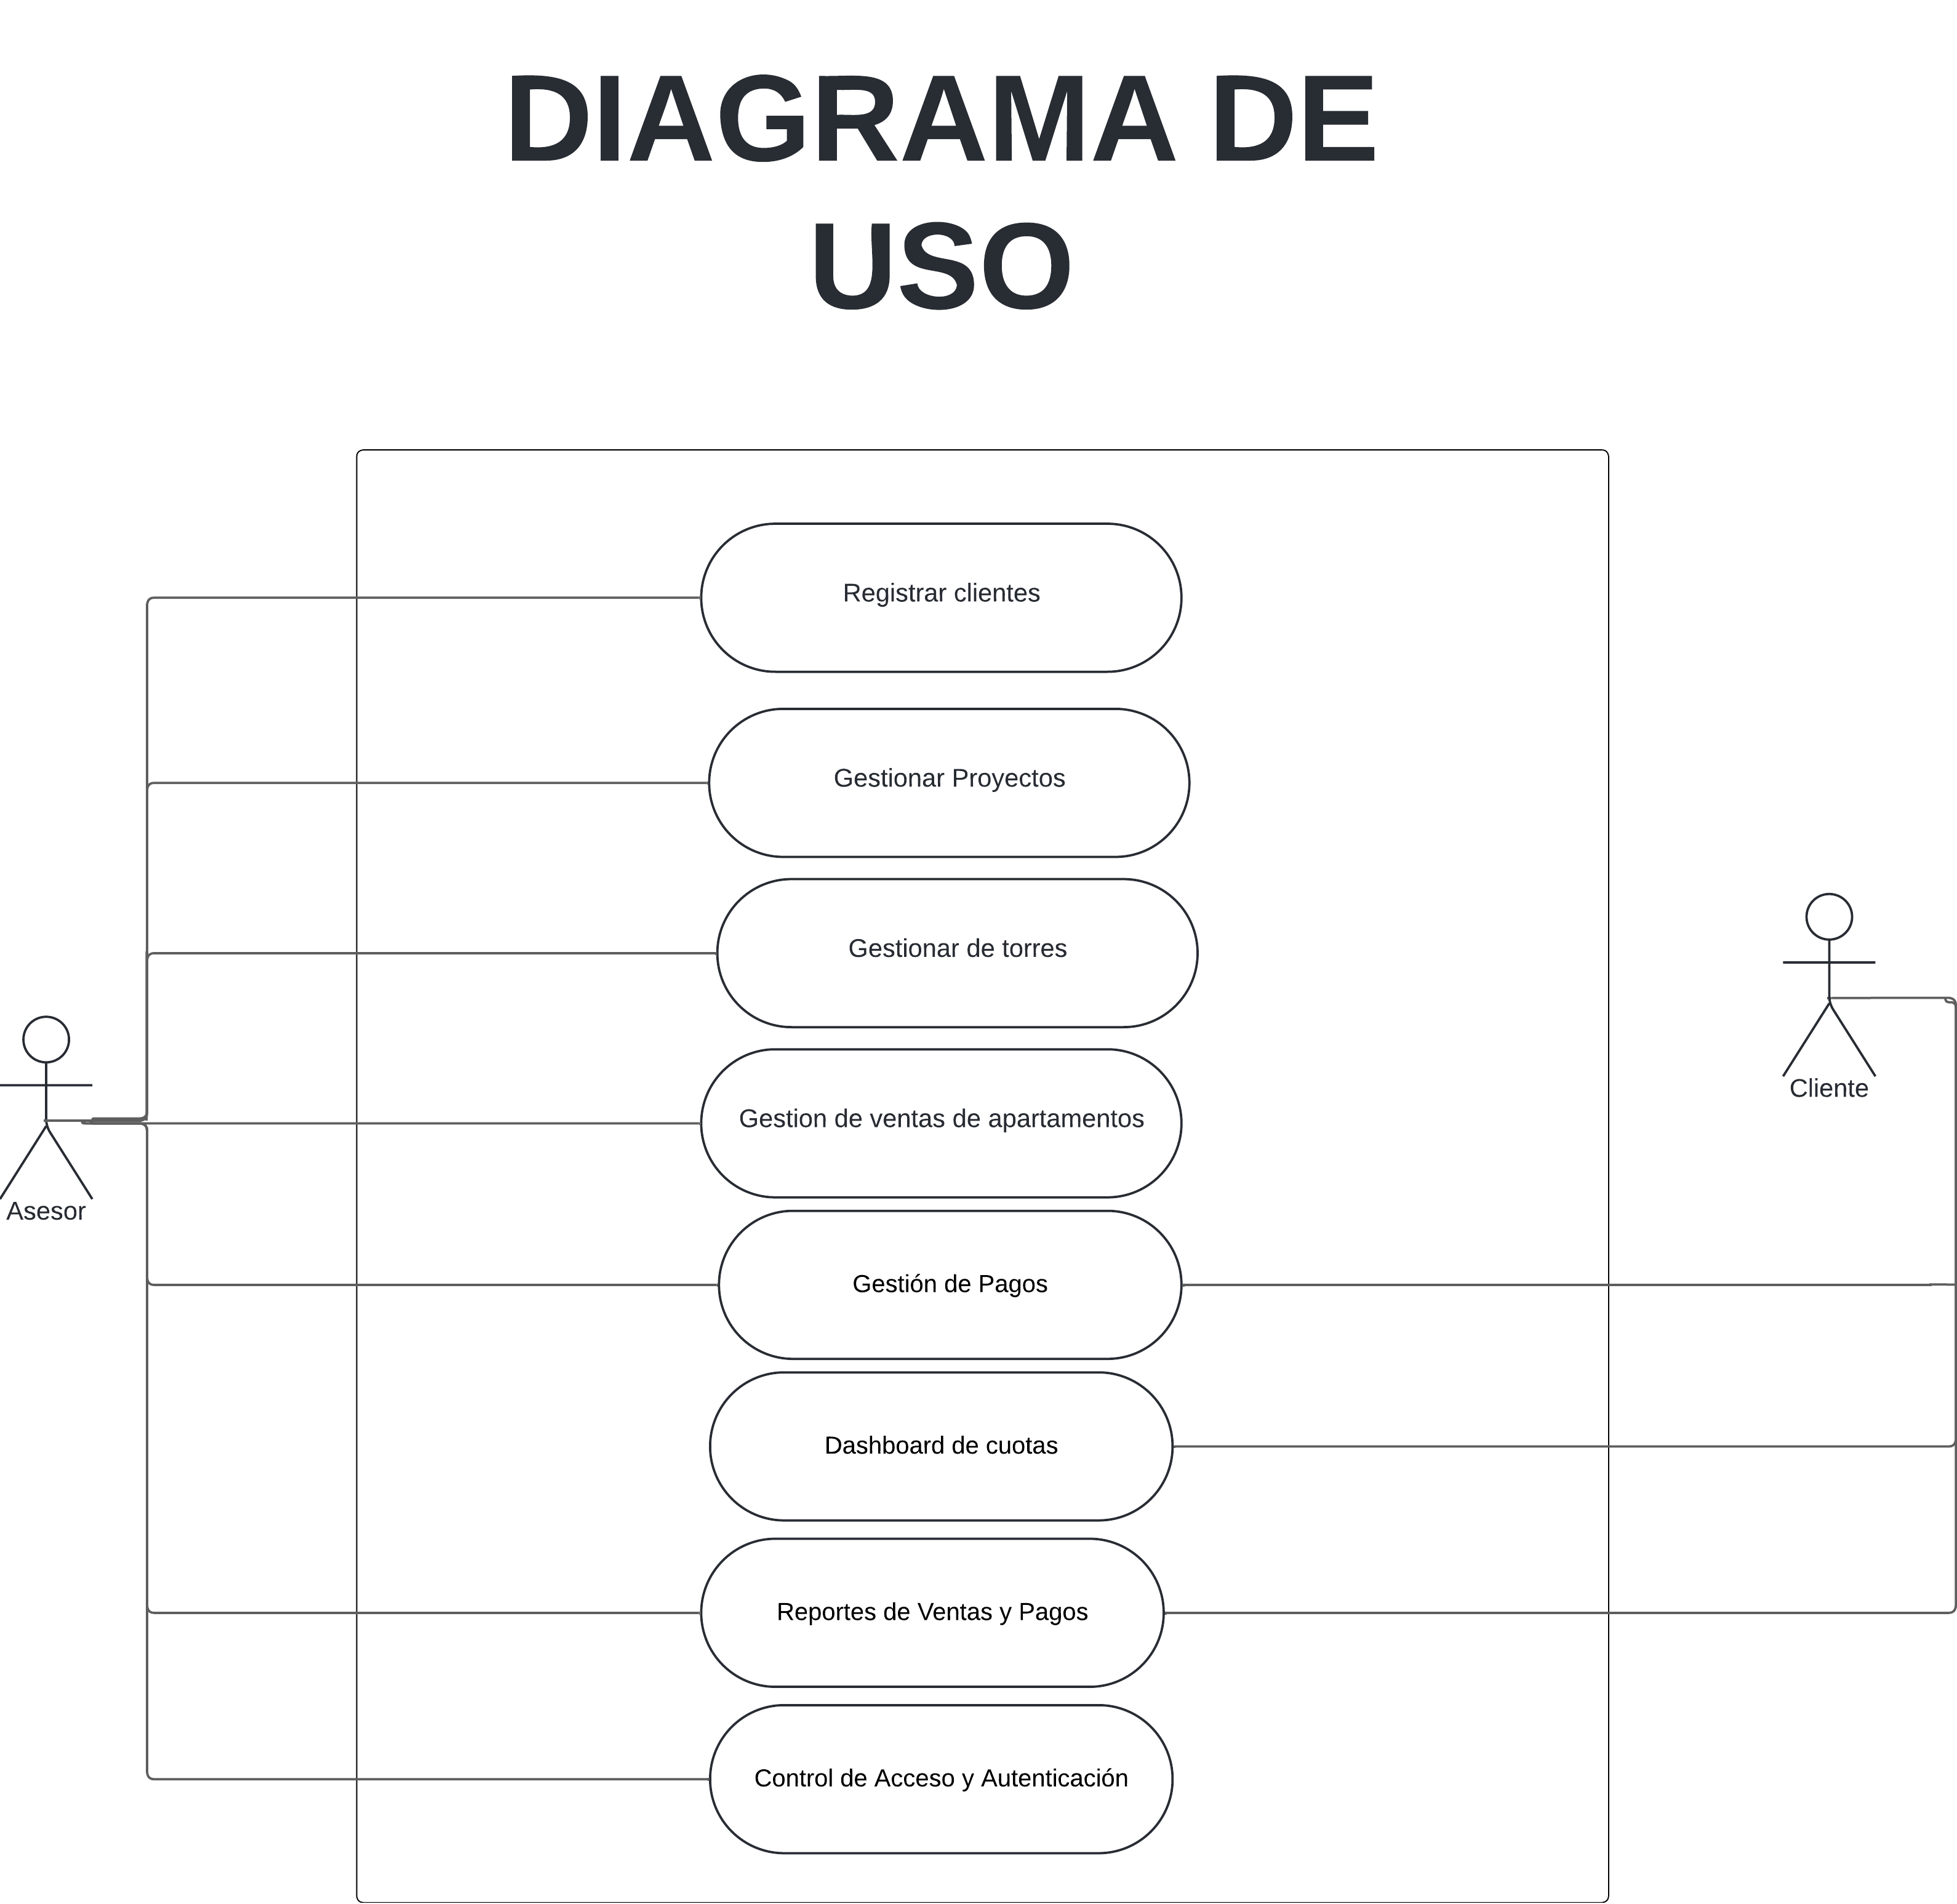 DIAGRAMA DE
USO
Registrar clientes
Gestionar Proyectos
Gestionar de torres
Cliente
Gestion de ventas de apartamentos
Asesor
Gestión de Pagos
Dashboard de cuotas
Reportes de Ventas y Pagos
Control de Acceso y Autenticación